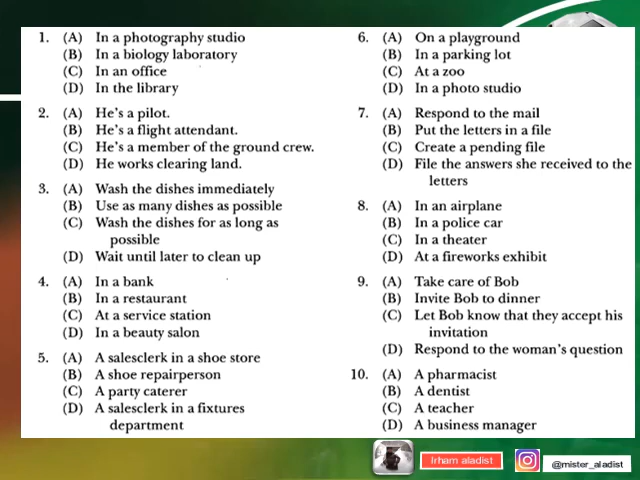 1. (A) In a photography studio
(B) In a biology laboratory
(C) In an office
(D) In the library
2. (A) He's a pilot.
(B) He's a flight attendant.
(C) He's a member of the ground crew.
(D) He works clearing land.
3. (A) Wash the dishes immediately
(B) Use as many dishes as possible
(C) Wash the dishes for as long as
possible
(D) Wait until later to clean up
4. (A) In a bank
(B) In a restaurant
(C) At a service station
(D) In a beauty salon
5. (A) A salesclerk in a shoe store
(B) A shoe repairperson
(C) A party caterer
(D) A salesclerk in a fixtures
department
6. (A) On a playground
(B) In a parking lot
(C) At a zoo
(D) In a photo studio
7. (A) Respond to the mail
(B) Put the letters in a file
(C) Create a pending file
(D) File the answers she received to the
letters
8. (A) In an airplane
(B) In a police car
(C) In a theater
(D) At a fireworks exhibit
9. (A) Take care of Bob
(B) Invite Bob to dinner
(C) Let Bob know that they accept his
invitation
(D) Respond to the woman's question
10. (A) A pharmacist
(B) A dentist
(C) A teacher
(D) A business manager
Irham aladist
@mister_aladist